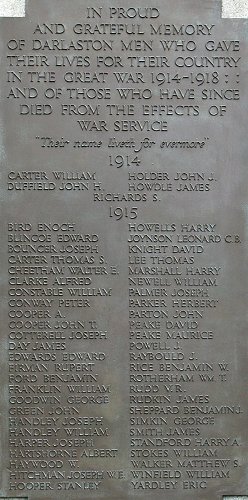 IN PROUD
AND GRATEFUL MEMORY
OF DARLASTON MEN WHO GAVE
THEIR LIVES FOR THEIR COUNTRY
IN THE GREAT WAR 1914-1918 : :
AND OF THOSE WHO HAVE SINCE
DIED FROM THE EFFECTS OF
WAR SERVICE
"Their name liveth for evermore"
1914
CARTER WILLIAM HOLDER JOHN J.
DUFFIELD JOHN H. HOWDLE JAMES
RICHARDS S.
1915
BIRD ENOCH HOWELLS HARRY
BLINCOE EDWARD JOYNSON LEONARD C.B.
BOUNCER JOSEPH KNIGHT DAVID
CARTER THOMAS S. LEE THOMAS
CHEETHAM WALTER E. MARSHALL HARRY
CLARKE ALFRED NEWELL WILLIAM
CONSTABLE WILLIAM PALMER JOSEPH
CONWAY PETER PARKER HERBERT
COOPER A. PARTON JOHN
COOPER JOHN T. PEAKE DAVID
COTTERELL JOSEPH PEAKE MAURICE
DAY JAMES POWELL J.
EDWARDS EDWARD RAYBOULD J.
FIRMAN RUPERT RICE BENJAMIN W.
FORD BENJAMIN ROTHERHAM WM T.
FRANKLIN WILLIAM RUDD V.R.
GOODWIN GEORGE RUDKIN JAMES
GREEN JOHN SHEPPARD BENJAMIN J.
HANDLEY JOSEPH SIMKIN GEORGE
HANDLEY WILLIAM SMITH JAMES
HARPER JOSEPH STANDFORD HARRY A.
HARTSHORNE ALBERT STOKES WILLIAM
HAYWOOD W. WALKER MATTHEW S.
HITCHMAN JOSEPH W.E. WINFIELD WILLIAM
HOOPER STANLEY YARDLEY ERIC